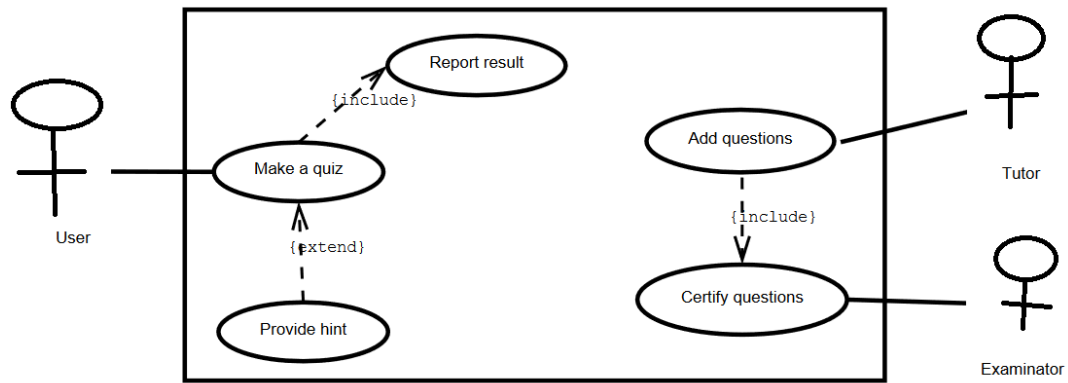 Report result
{include}
Make a quiz
User
{extend}
Provide hint
Add questions
Tutor
{include}
Certify questions
Examinator